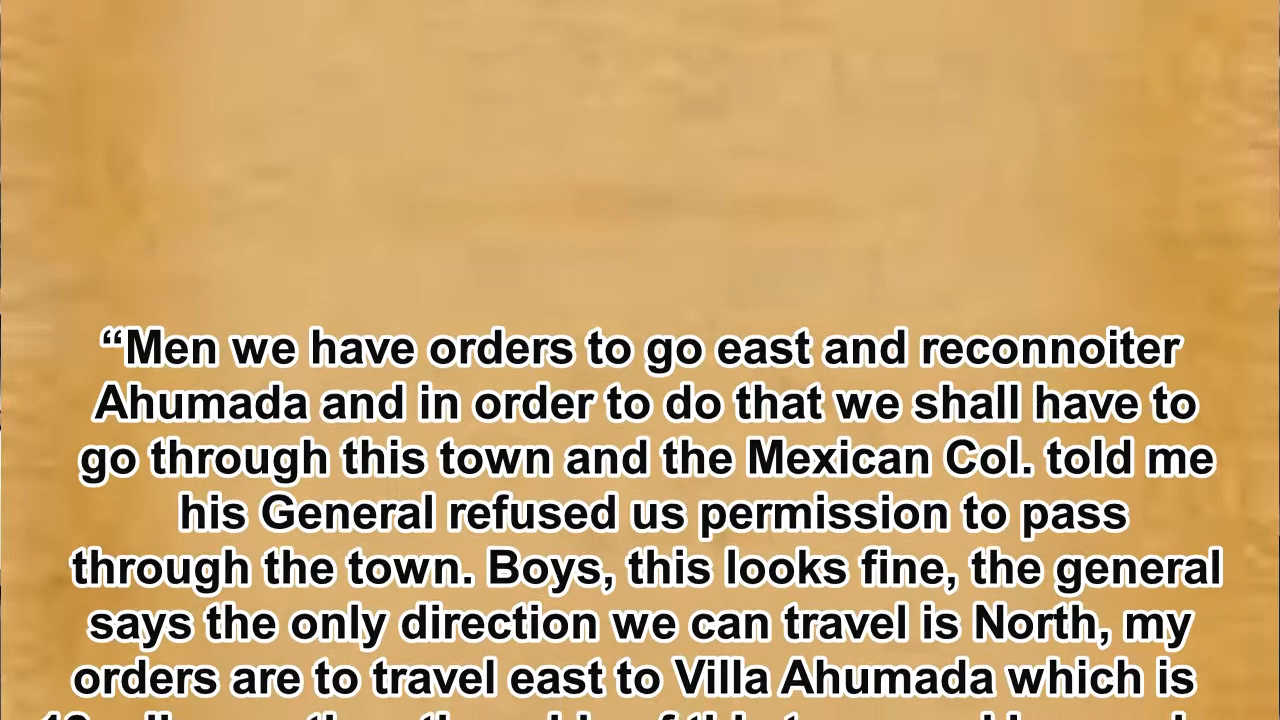 “Men we have orders to go east and reconnoiter
Ahumada and in order to do that we shall have to
go through this town and the Mexican Col. told me
his General refused us permission to pass
through the town. Boys, this looks fine, the general
says the only direction we can travel is North, my
orders are to travel east to Villa Ahumada which is